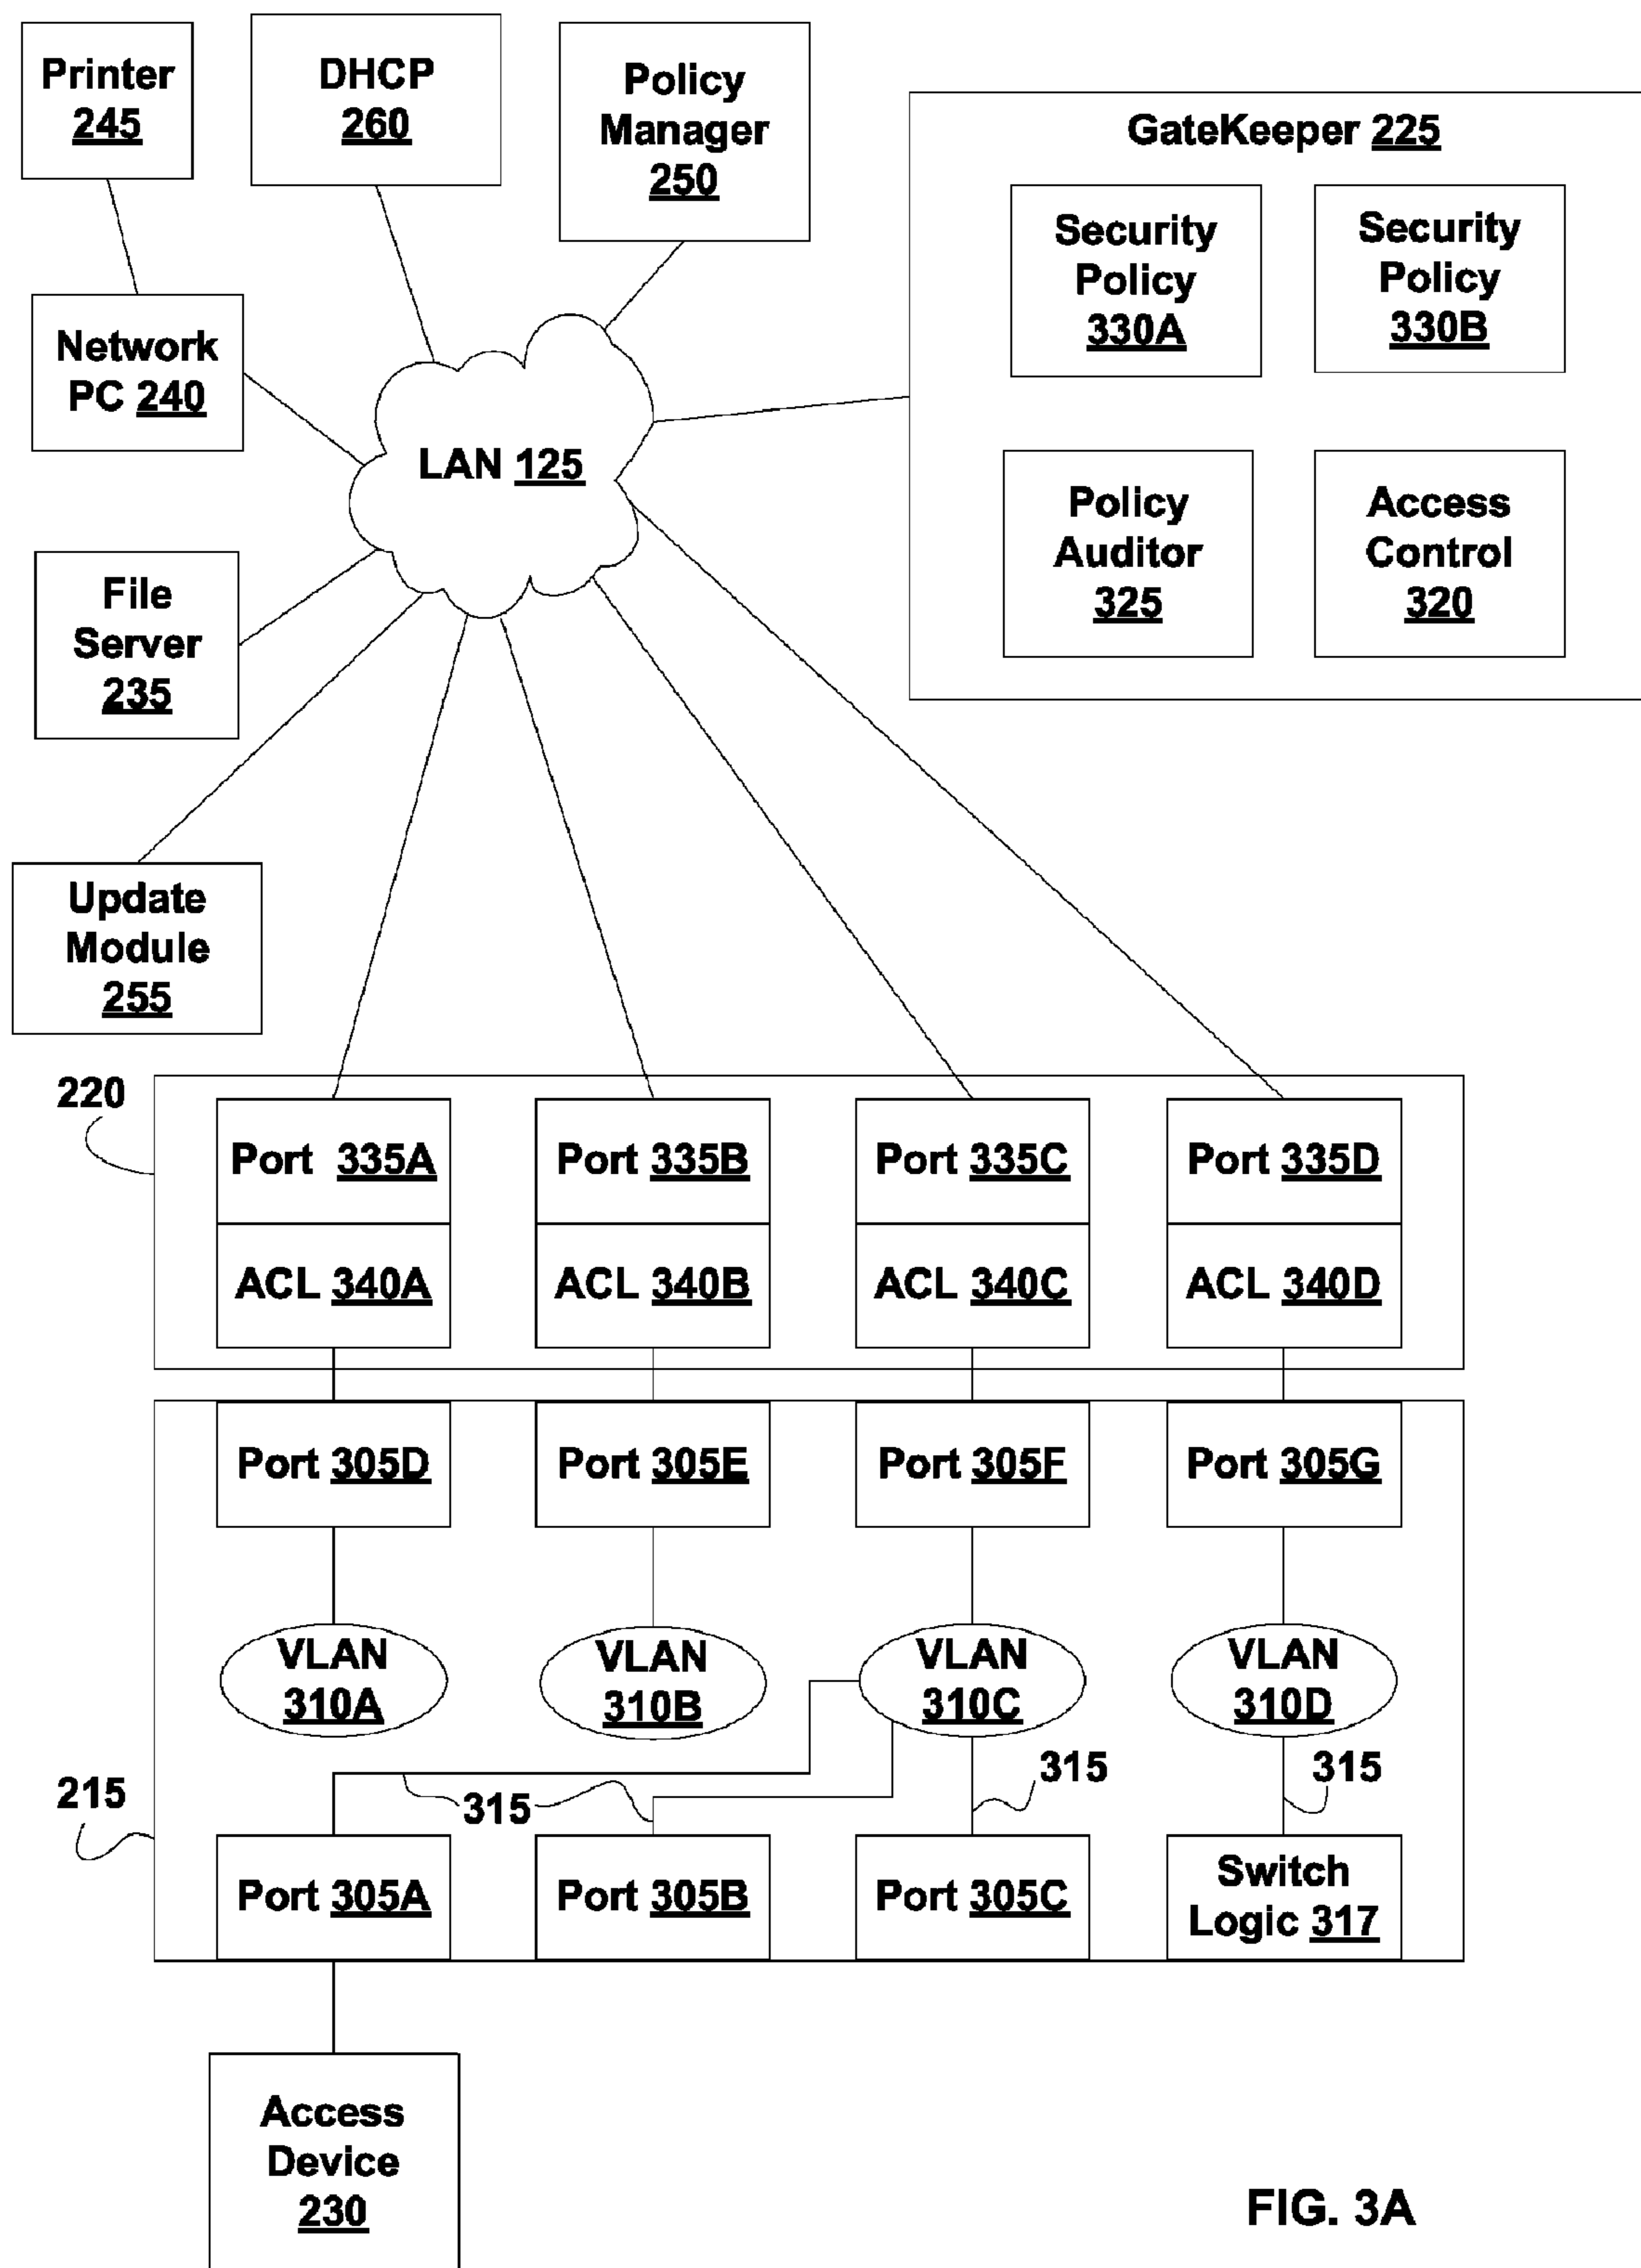 Printer
245
DHCP
260
Policy
Manager
250
GateKeeper 225
Security
Policy
330A
Security
Policy
330B
Network
PC 240
LAN 125
Policy
Auditor
325
Access
Control
320
File
Server
235
Update
Module
255
220
Port 335A
Port 335B
Port 335C
Port 335D
ACL 340A
ACL 340B
ACL 340C
ACL 340D
Port 305D
Port 305E
Port 305F
Port 305G
VLAN
310A
VLAN
310B
VLAN
310C
VLAN
310D
215
315
315
315
Port 305A
Port 305B
Port 305C
Switch
Logic 317
Access
Device
230
FIG. 3A